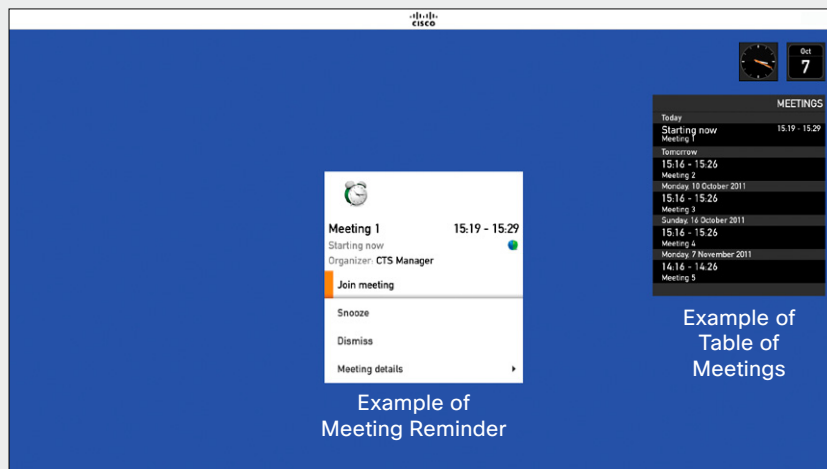 CISCO
Oct
7
MEETINGS
Today
Starting now 15:19 - 15:29
Meeting 1
Tomorrow
15:16 - 15:26
Meeting 2
Monday, 10 October 2011
15:16 - 15:26
Meeting 3
Sunday, 16 October 2011
15:16 - 15:26
Meeting 4
Monday, 7 November 2011
14:16 - 14:26
Meeting 5
Example of
Table of
Meetings
Meeting 1 15:19 - 15:29
Starting now
Organizer: CTS Manager
Join meeting
Snooze
Dismiss
Meeting details
Example of
Meeting Reminder